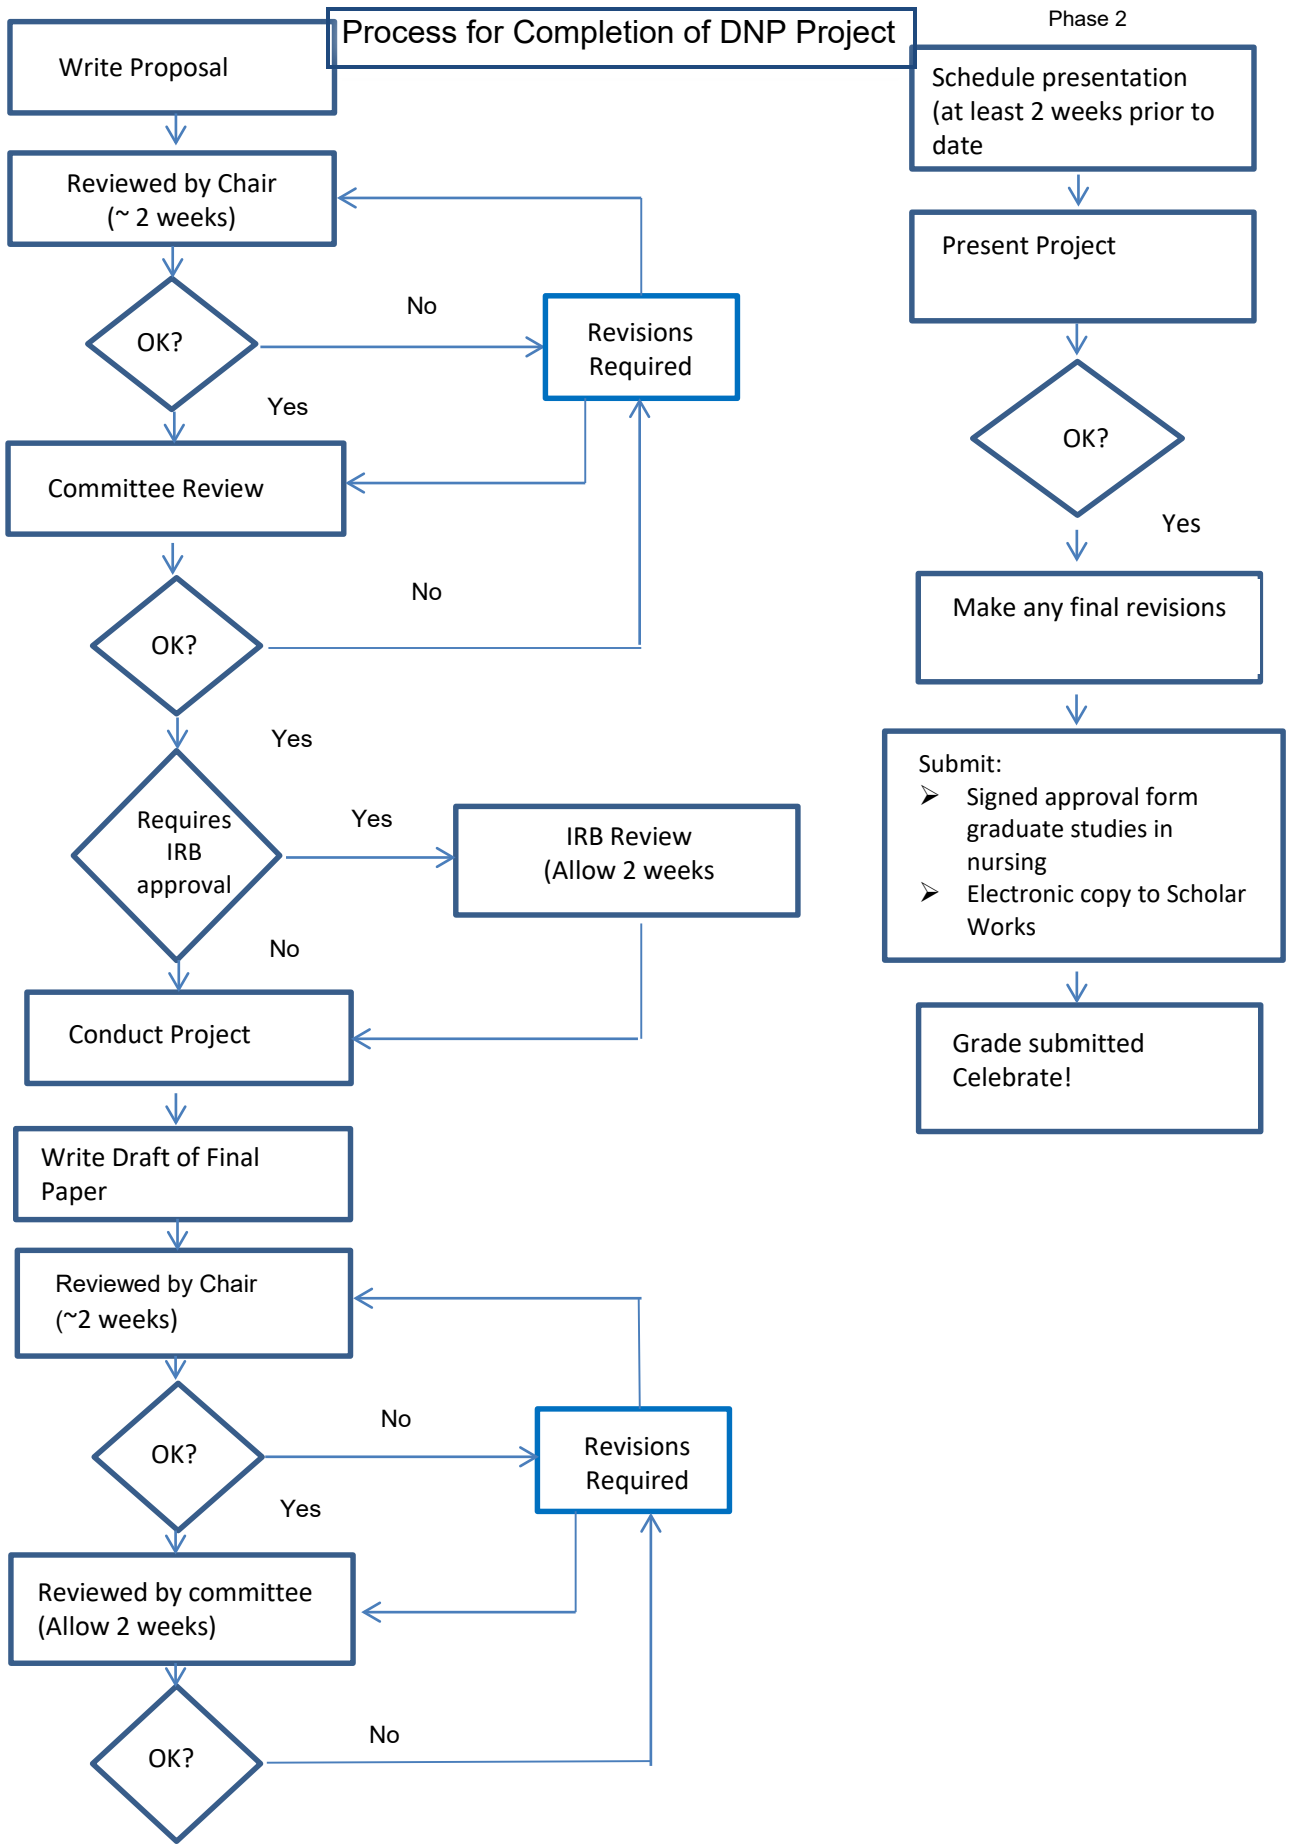 Process for Completion of DNP Project
Write Proposal
Reviewed by Chair
(~ 2 weeks)
OK?
No
Revisions
Required
Yes
Committee Review
OK?
No
Yes
Requires
IRB
approval
Yes
IRB Review
(Allow 2 weeks
No
Conduct Project
Write Draft of Final
Paper
Reviewed by Chair
(~2 weeks)
OK?
No
Revisions
Required
Yes
Reviewed by committee
(Allow 2 weeks)
OK?
No
Phase 2
Schedule presentation
(at least 2 weeks prior to
date
Present Project
OK?
Yes
Make any final revisions
Submit:
➢ Signed approval form
graduate studies in
nursing
➢ Electronic copy to Scholar
Works
Grade submitted
Celebrate!